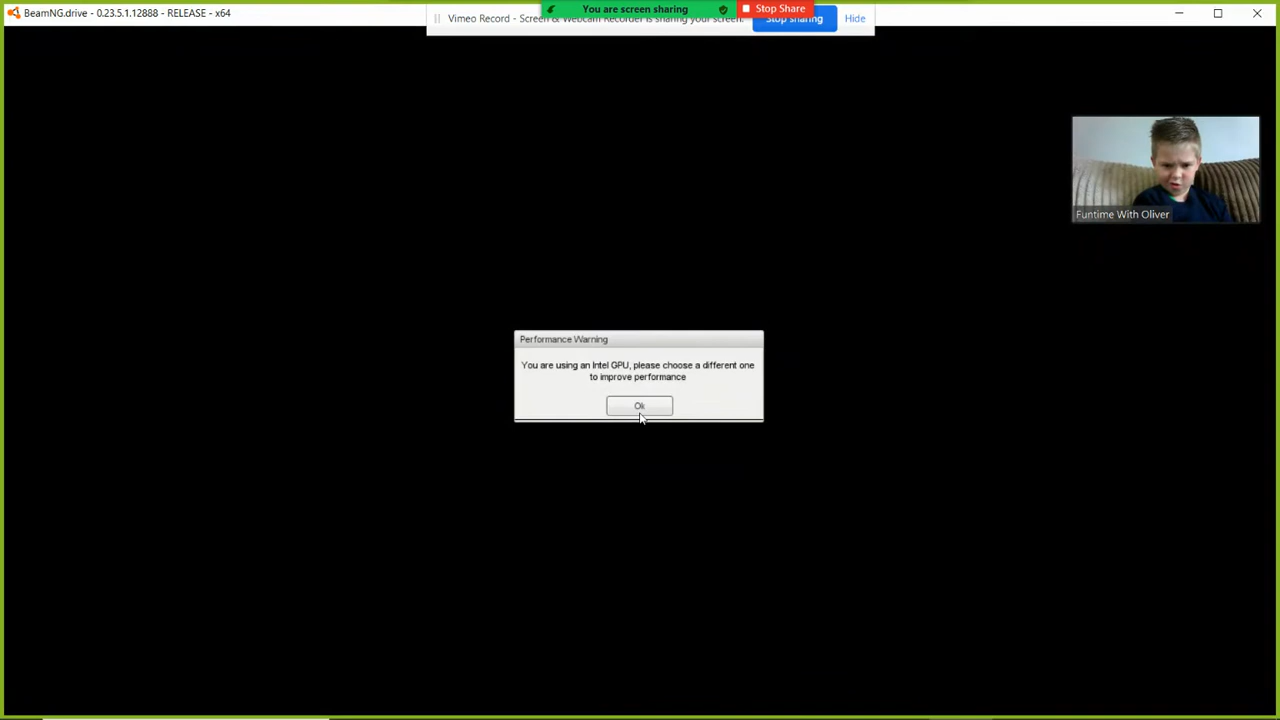 BeamNG.drive - 0.23.5.1.12888 - RELEASE - x64
You are screen sharing
Stop Share
Vimeo Record - Screen & Webcam Recorder is sharing your screen.
Stop sharing
Hide
Funtime With Oliver
Performance Warning
You are using an Intel GPU, please choose a different one
to improve performance
Ok